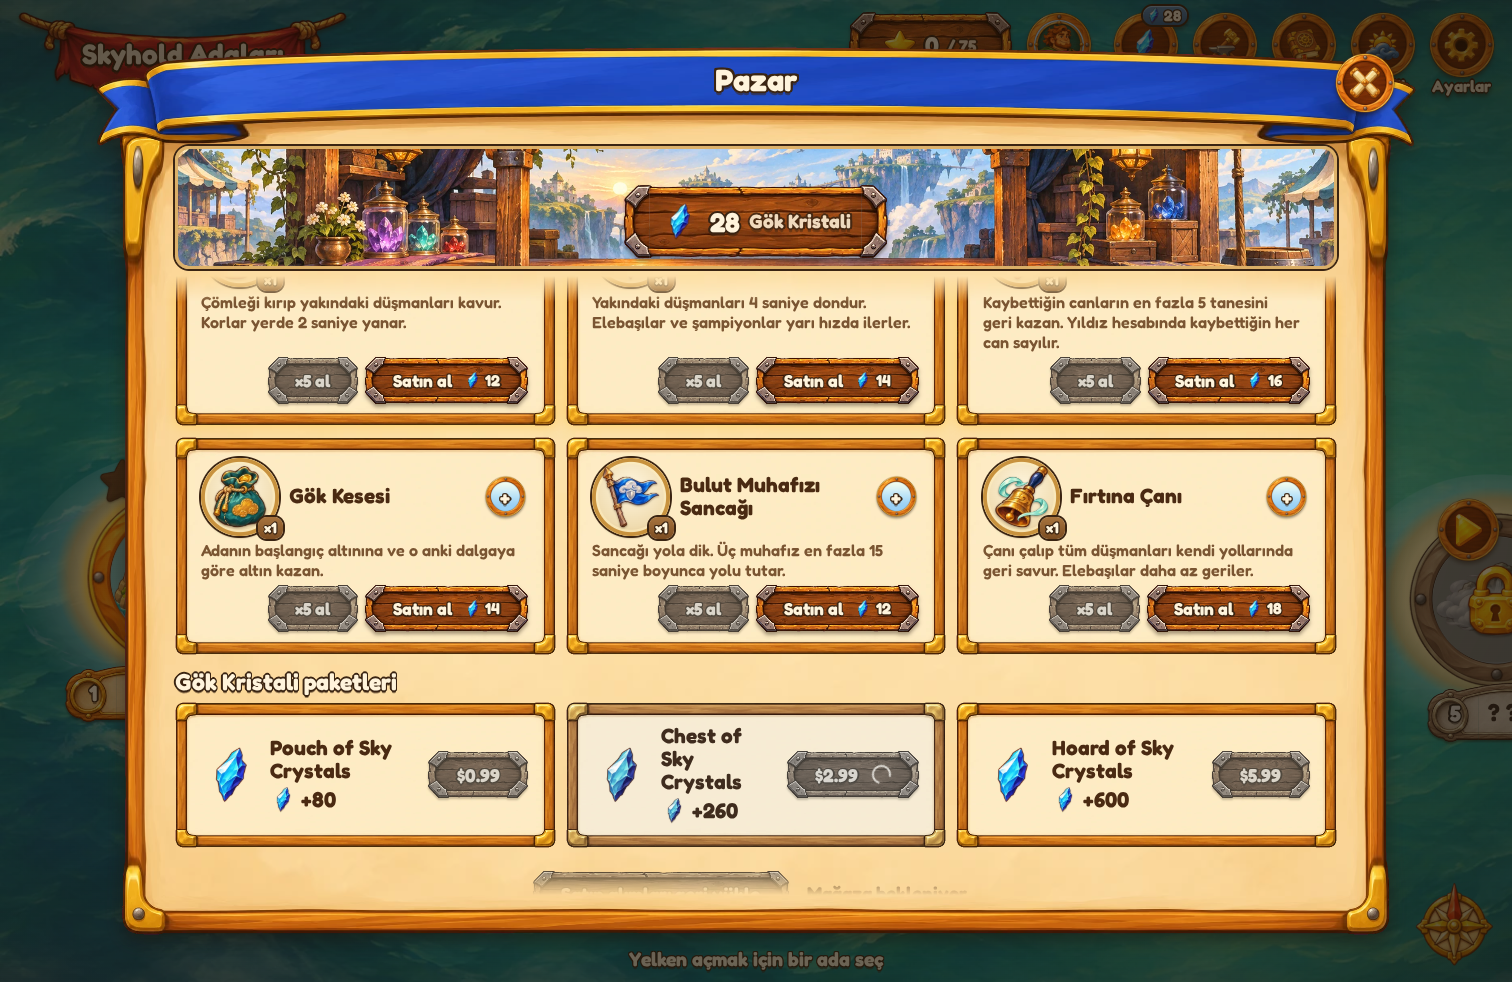 Skyhold Adaları
0 / 75
28
Ayarlar
Pazar
28 Gök Kristali
x1
x1
x1
Çömleği kırıp yakındaki düşmanları kavur.
Korlar yerde 2 saniye yanar.
x5 al
Satın al 12
Yakındaki düşmanları 4 saniye dondur.
Elebaşılar ve şampiyonlar yarı hızda ilerler.
x5 al
Satın al 14
Kaybettiğin canların en fazla 5 tanesini
geri kazan. Yıldız hesabında kaybettiğin her
can sayılır.
x5 al
Satın al 16
Gök Kesesi
x1
Adanın başlangıç altınına ve o anki dalgaya
göre altın kazan.
x5 al
Satın al 14
Bulut Muhafızı
Sancağı
x1
Sancağı yola dik. Üç muhafız en fazla 15
saniye boyunca yolu tutar.
x5 al
Satın al 12
Fırtına Çanı
x1
Çanı çalıp tüm düşmanları kendi yollarında
geri savur. Elebaşılar daha az geriler.
x5 al
Satın al 18
Gök Kristali paketleri
Pouch of Sky
Crystals
+80
$0.99
Chest of
Sky
Crystals
+260
$2.99
Hoard of Sky
Crystals
+600
$5.99
1
5
? ?
Mağaza bekleniyor
Yelken açmak için bir ada seç